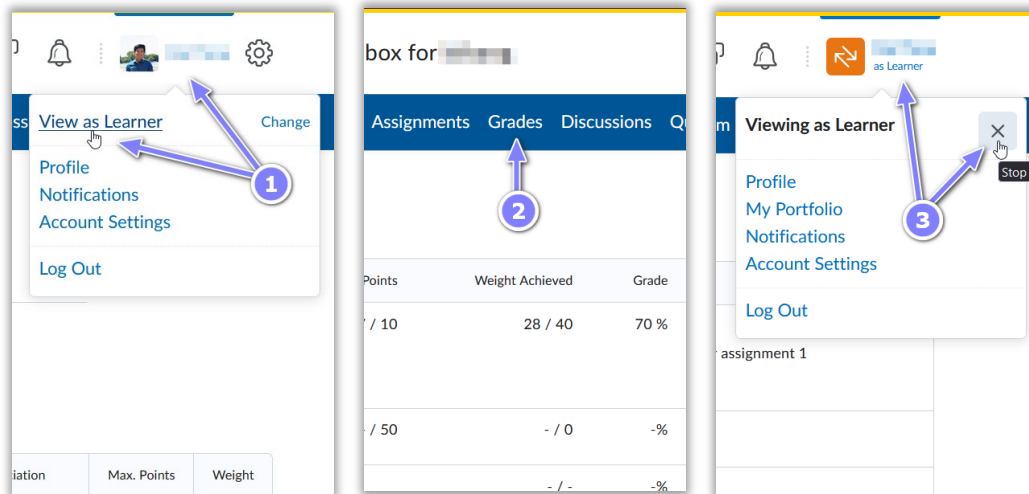 View as Learner
Change
Profile
Notifications
Account Settings
Log Out
1
Max. Points
Weight
box for
Assignments Grades Discussions
2
Points
Weight Achieved
Grade
/ 10
28 / 40
70 %
/ 50
- / 0
-%
- / -
-%
as Learner
Viewing as Learner
Stop
Profile
My Portfolio
Notifications
Account Settings
3
Log Out
assignment 1